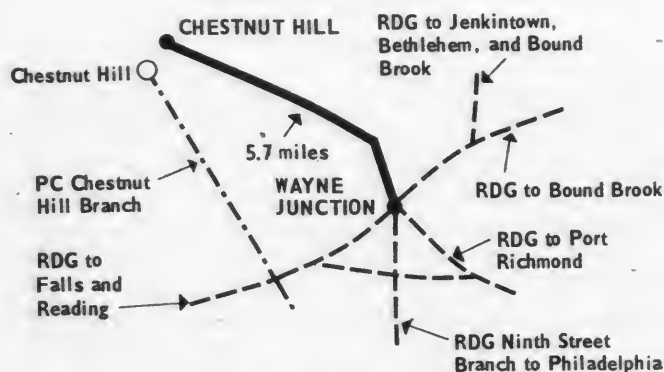 CHESTNUT HILL
RDG to Jenkintown,
Bethlehem, and Bound
Brook
Chestnut Hill
5.7 miles
PC Chestnut
Hill Branch
WAYNE
JUNCTION
RDG to Bound Brook
RDG to
Falls and
Reading
RDG to Port
Richmond
RDG Ninth Street
Branch to Philadelphia